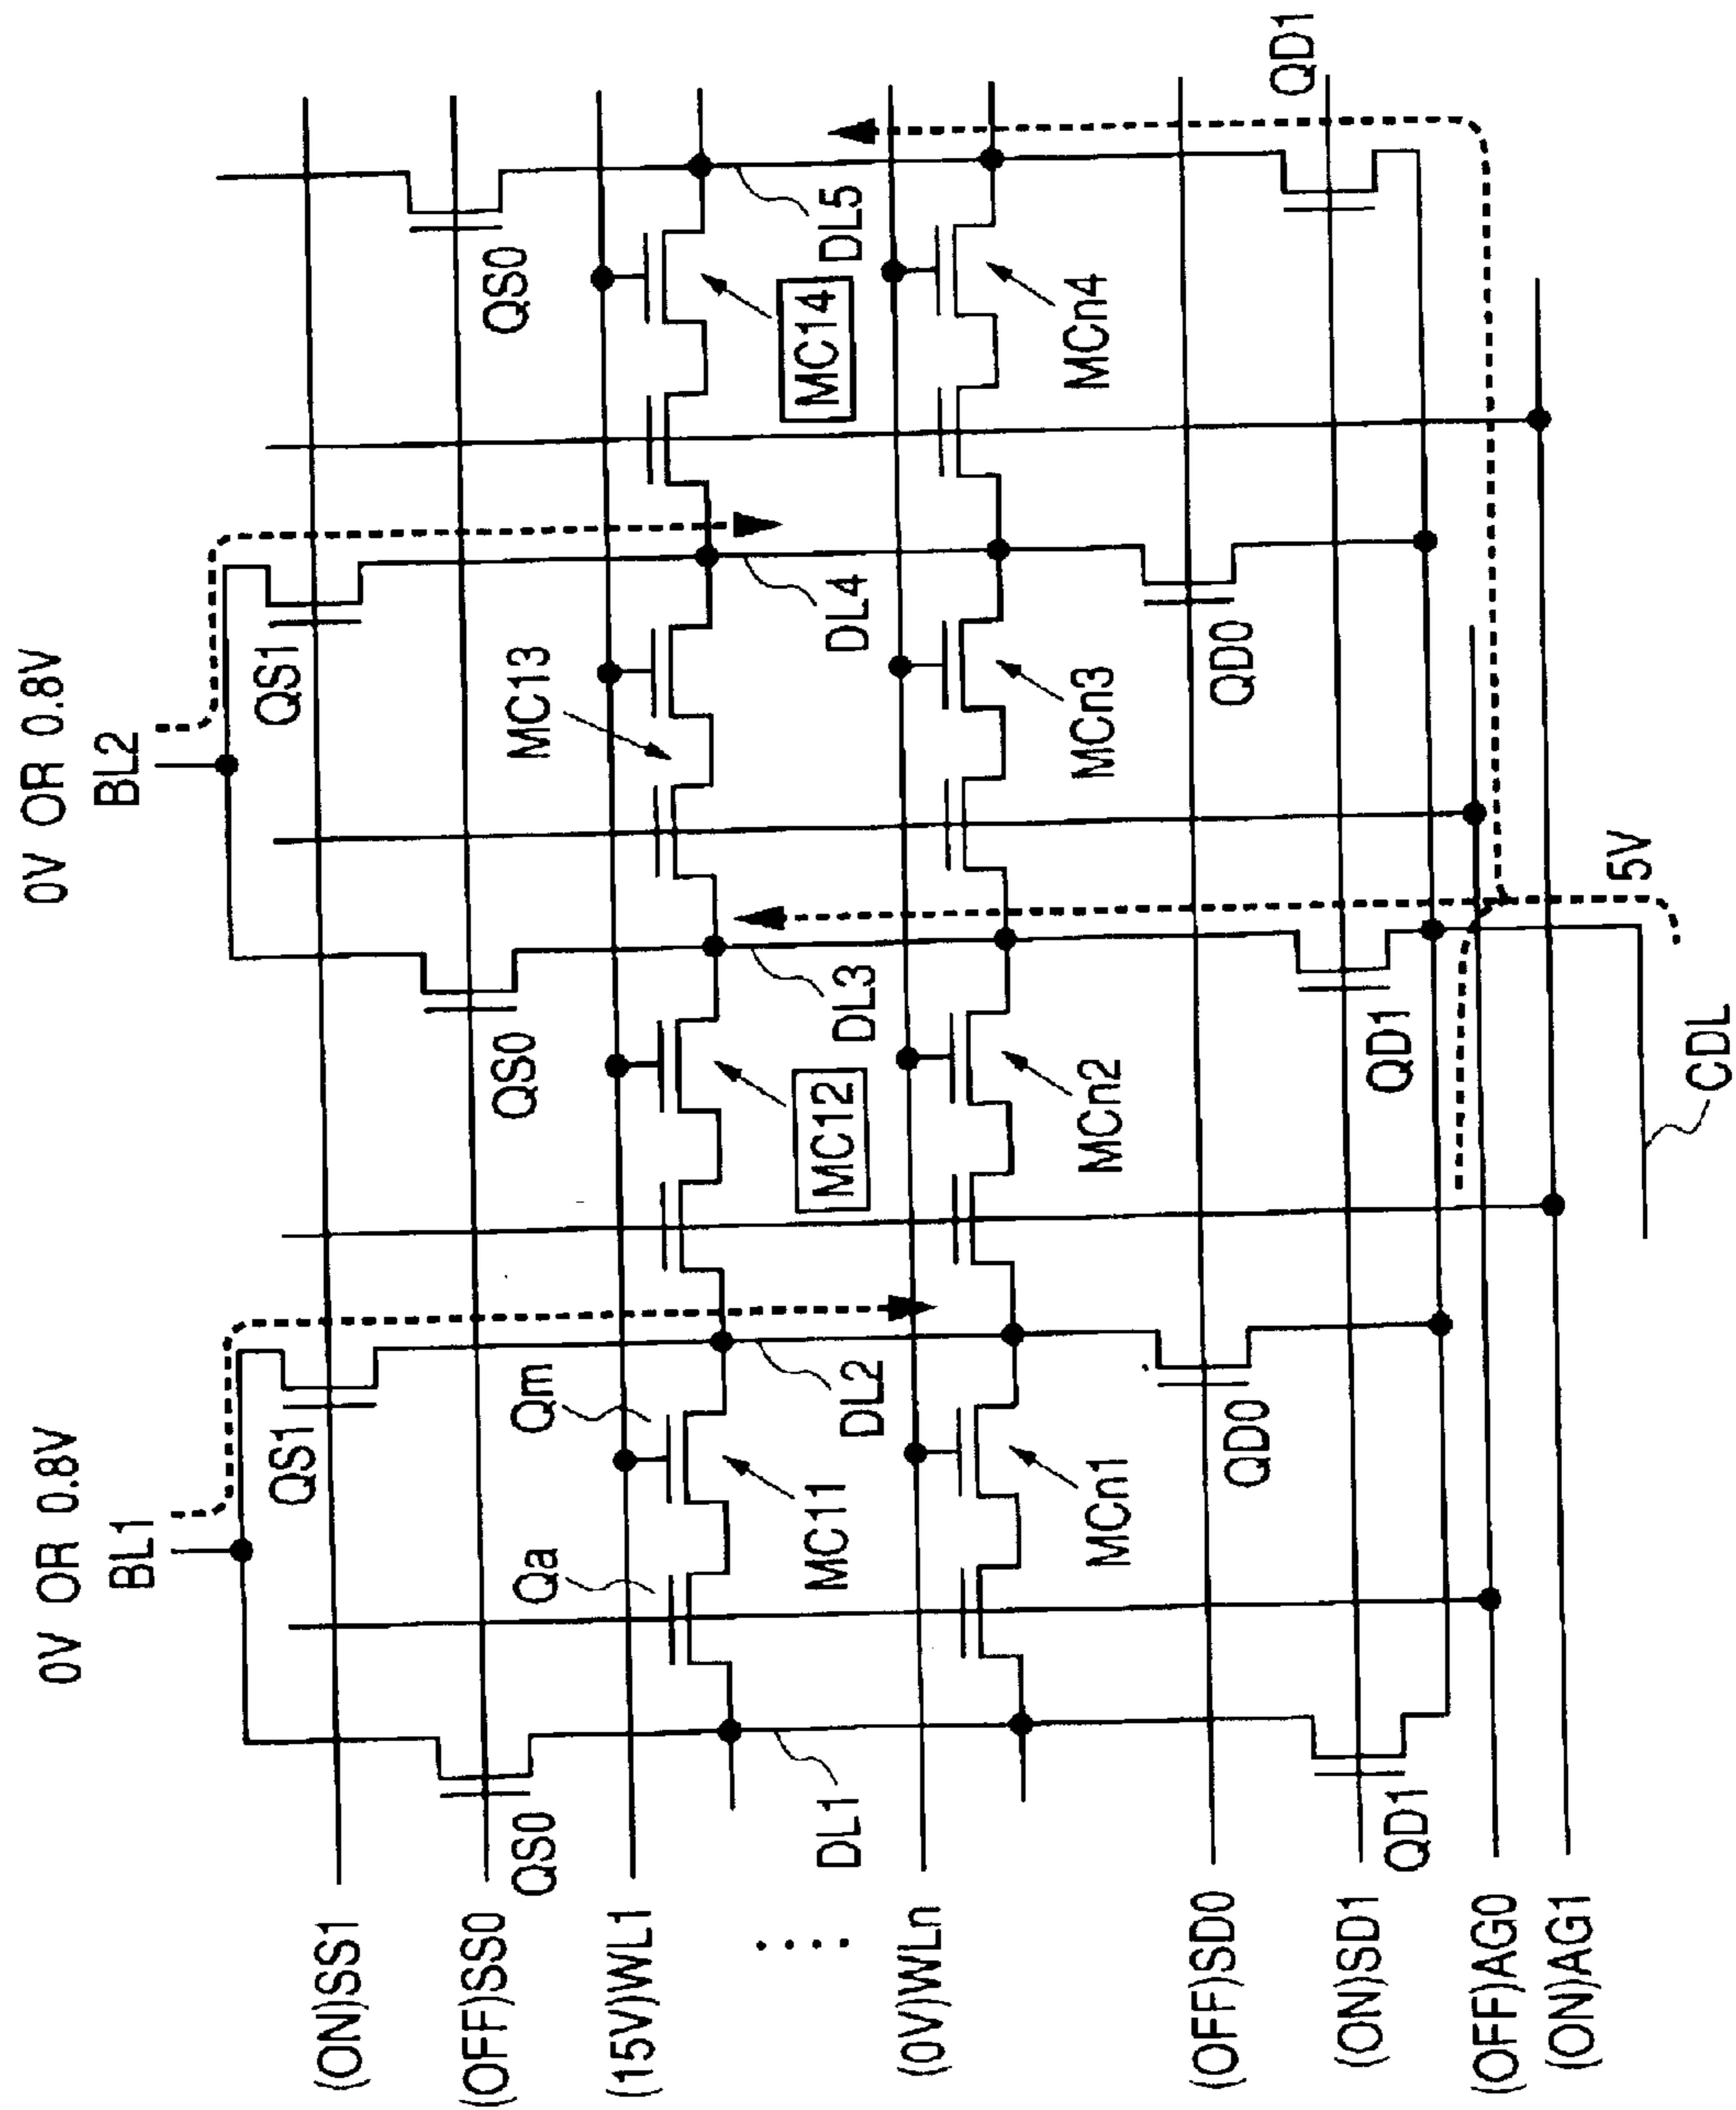 0V OR 0.8V
0V OR 0.8V
BL1
BL2
(ON)SS1
QS1
QS1
(OFF)SS0
QS0
QS0
QS0
(15V)WL1
Qa
Qm
MC13
MC11
MC12
MC14
DL1
DL2
DL3
DL4
DL5
(0V)WLn
MCn1
MCn2
MCn3
MCn4
(OFF)SD0
QD0
QD0
(ON)SD1
QD1
QD1
QD1
(OFF)AG0
(ON)AG1
5V
CDL